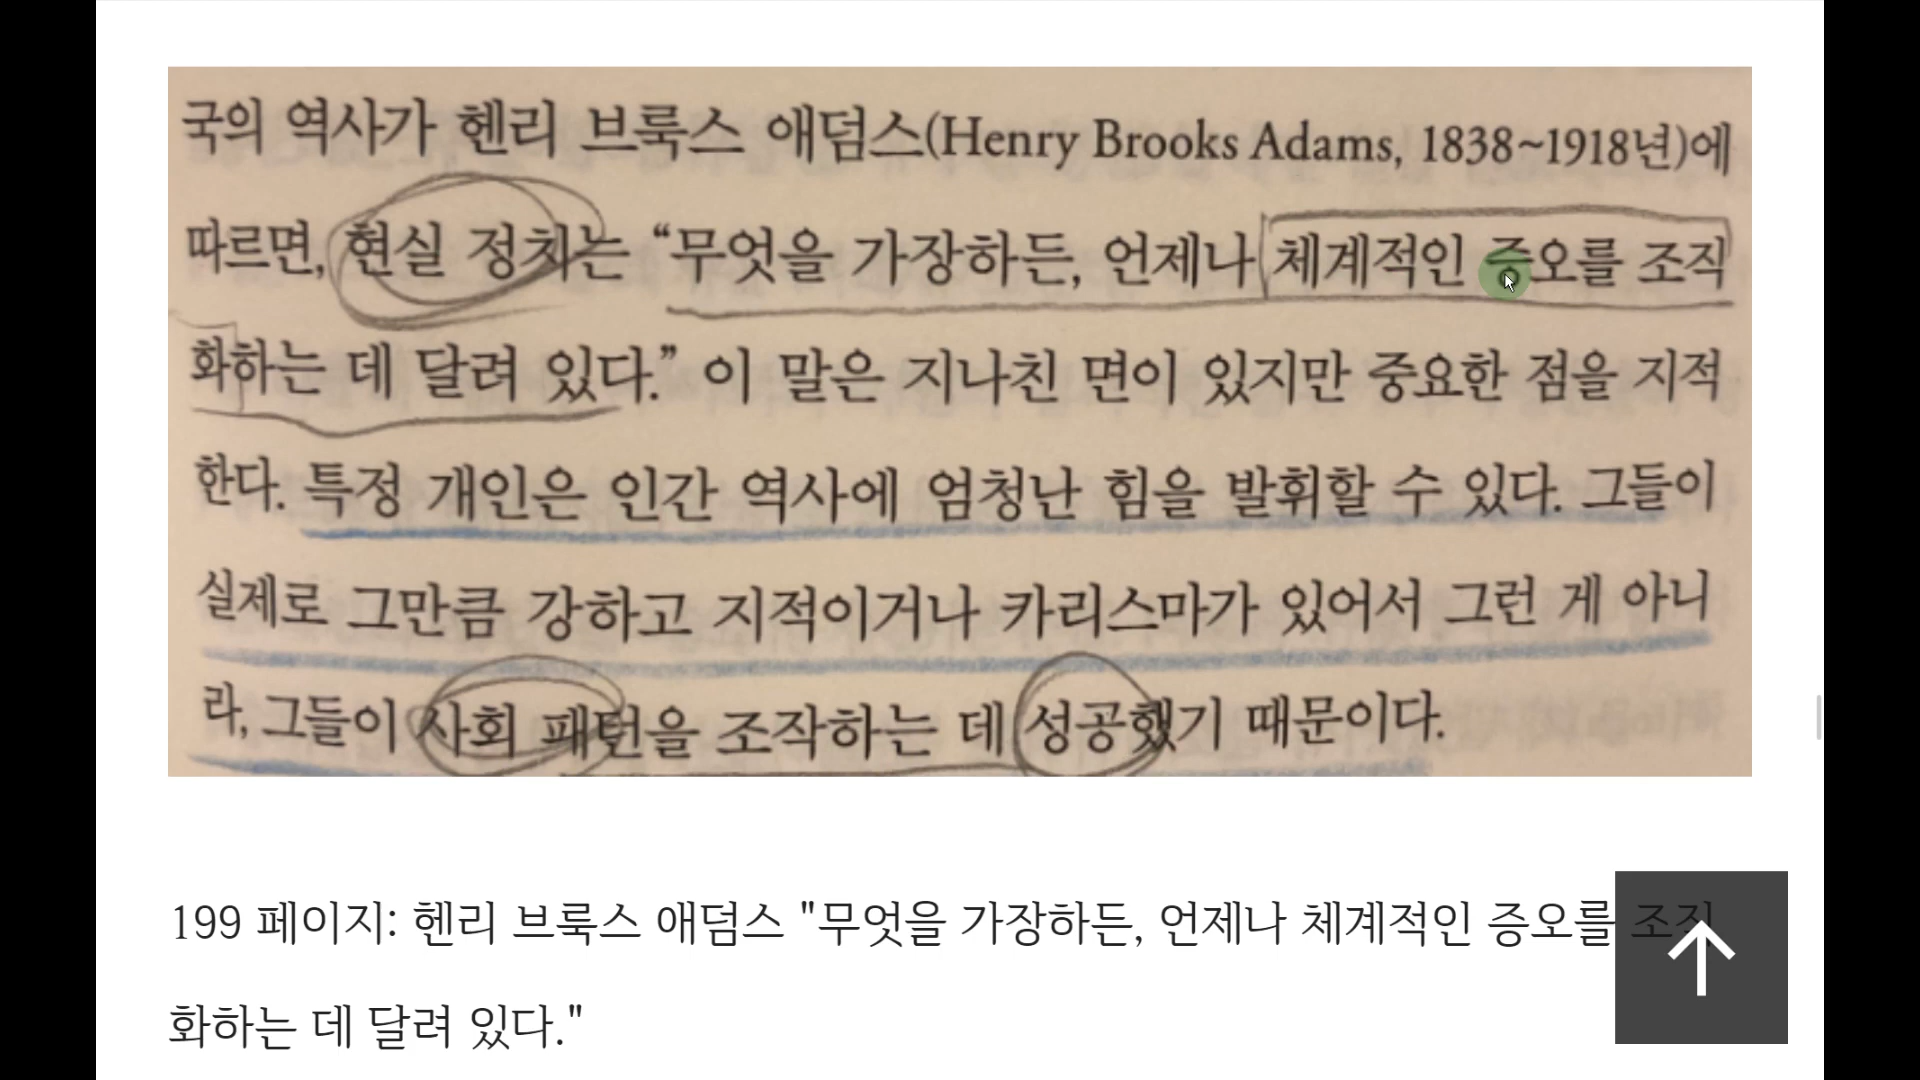 국의 역사가 헨리 브룩스 애덤스(Henry Brooks Adams, 1838~1918년)에
따르면, 현실 정치는 “무엇을 가장하든, 언제나 체계적인 증오를 조직
화하는 데 달려 있다.” 이 말은 지나친 면이 있지만 중요한 점을 지적
한다. 특정 개인은 인간 역사에 엄청난 힘을 발휘할 수 있다. 그들이
실제로 그만큼 강하고 지적이거나 카리스마가 있어서 그런 게 아니
라, 그들이 사회 패턴을 조작하는 데 성공했기 때문이다.
199 페이지: 헨리 브룩스 애덤스 "무엇을 가장하든, 언제나 체계적인 증오를 조직
화하는 데 달려 있다."